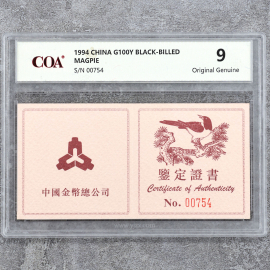 COA
1994 CHINA G100Y BLACK-BILLED
MAGPIE
S/N 00754
9
Original Genuine
中國金幣總公司
鑒定證書
Certificate of Authenticity
No. 00754